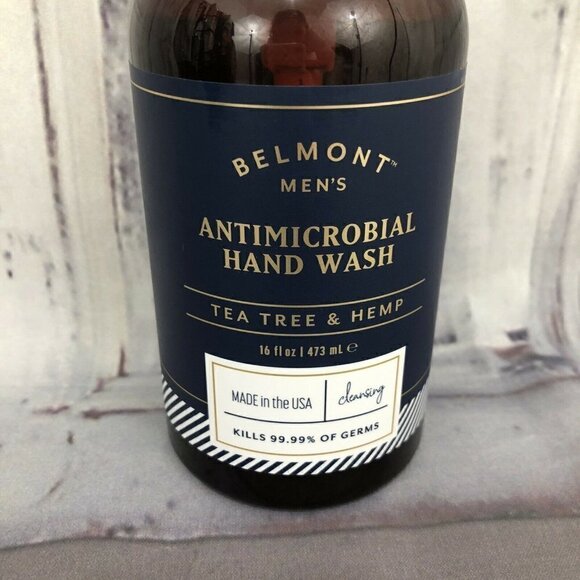 BELMONT™
MEN'S
ANTIMICROBIAL
HAND WASH
TEA TREE & HEMP
16 fl oz | 473 mL ℮
MADE in the USA | cleansing
KILLS 99.99% OF GERMS